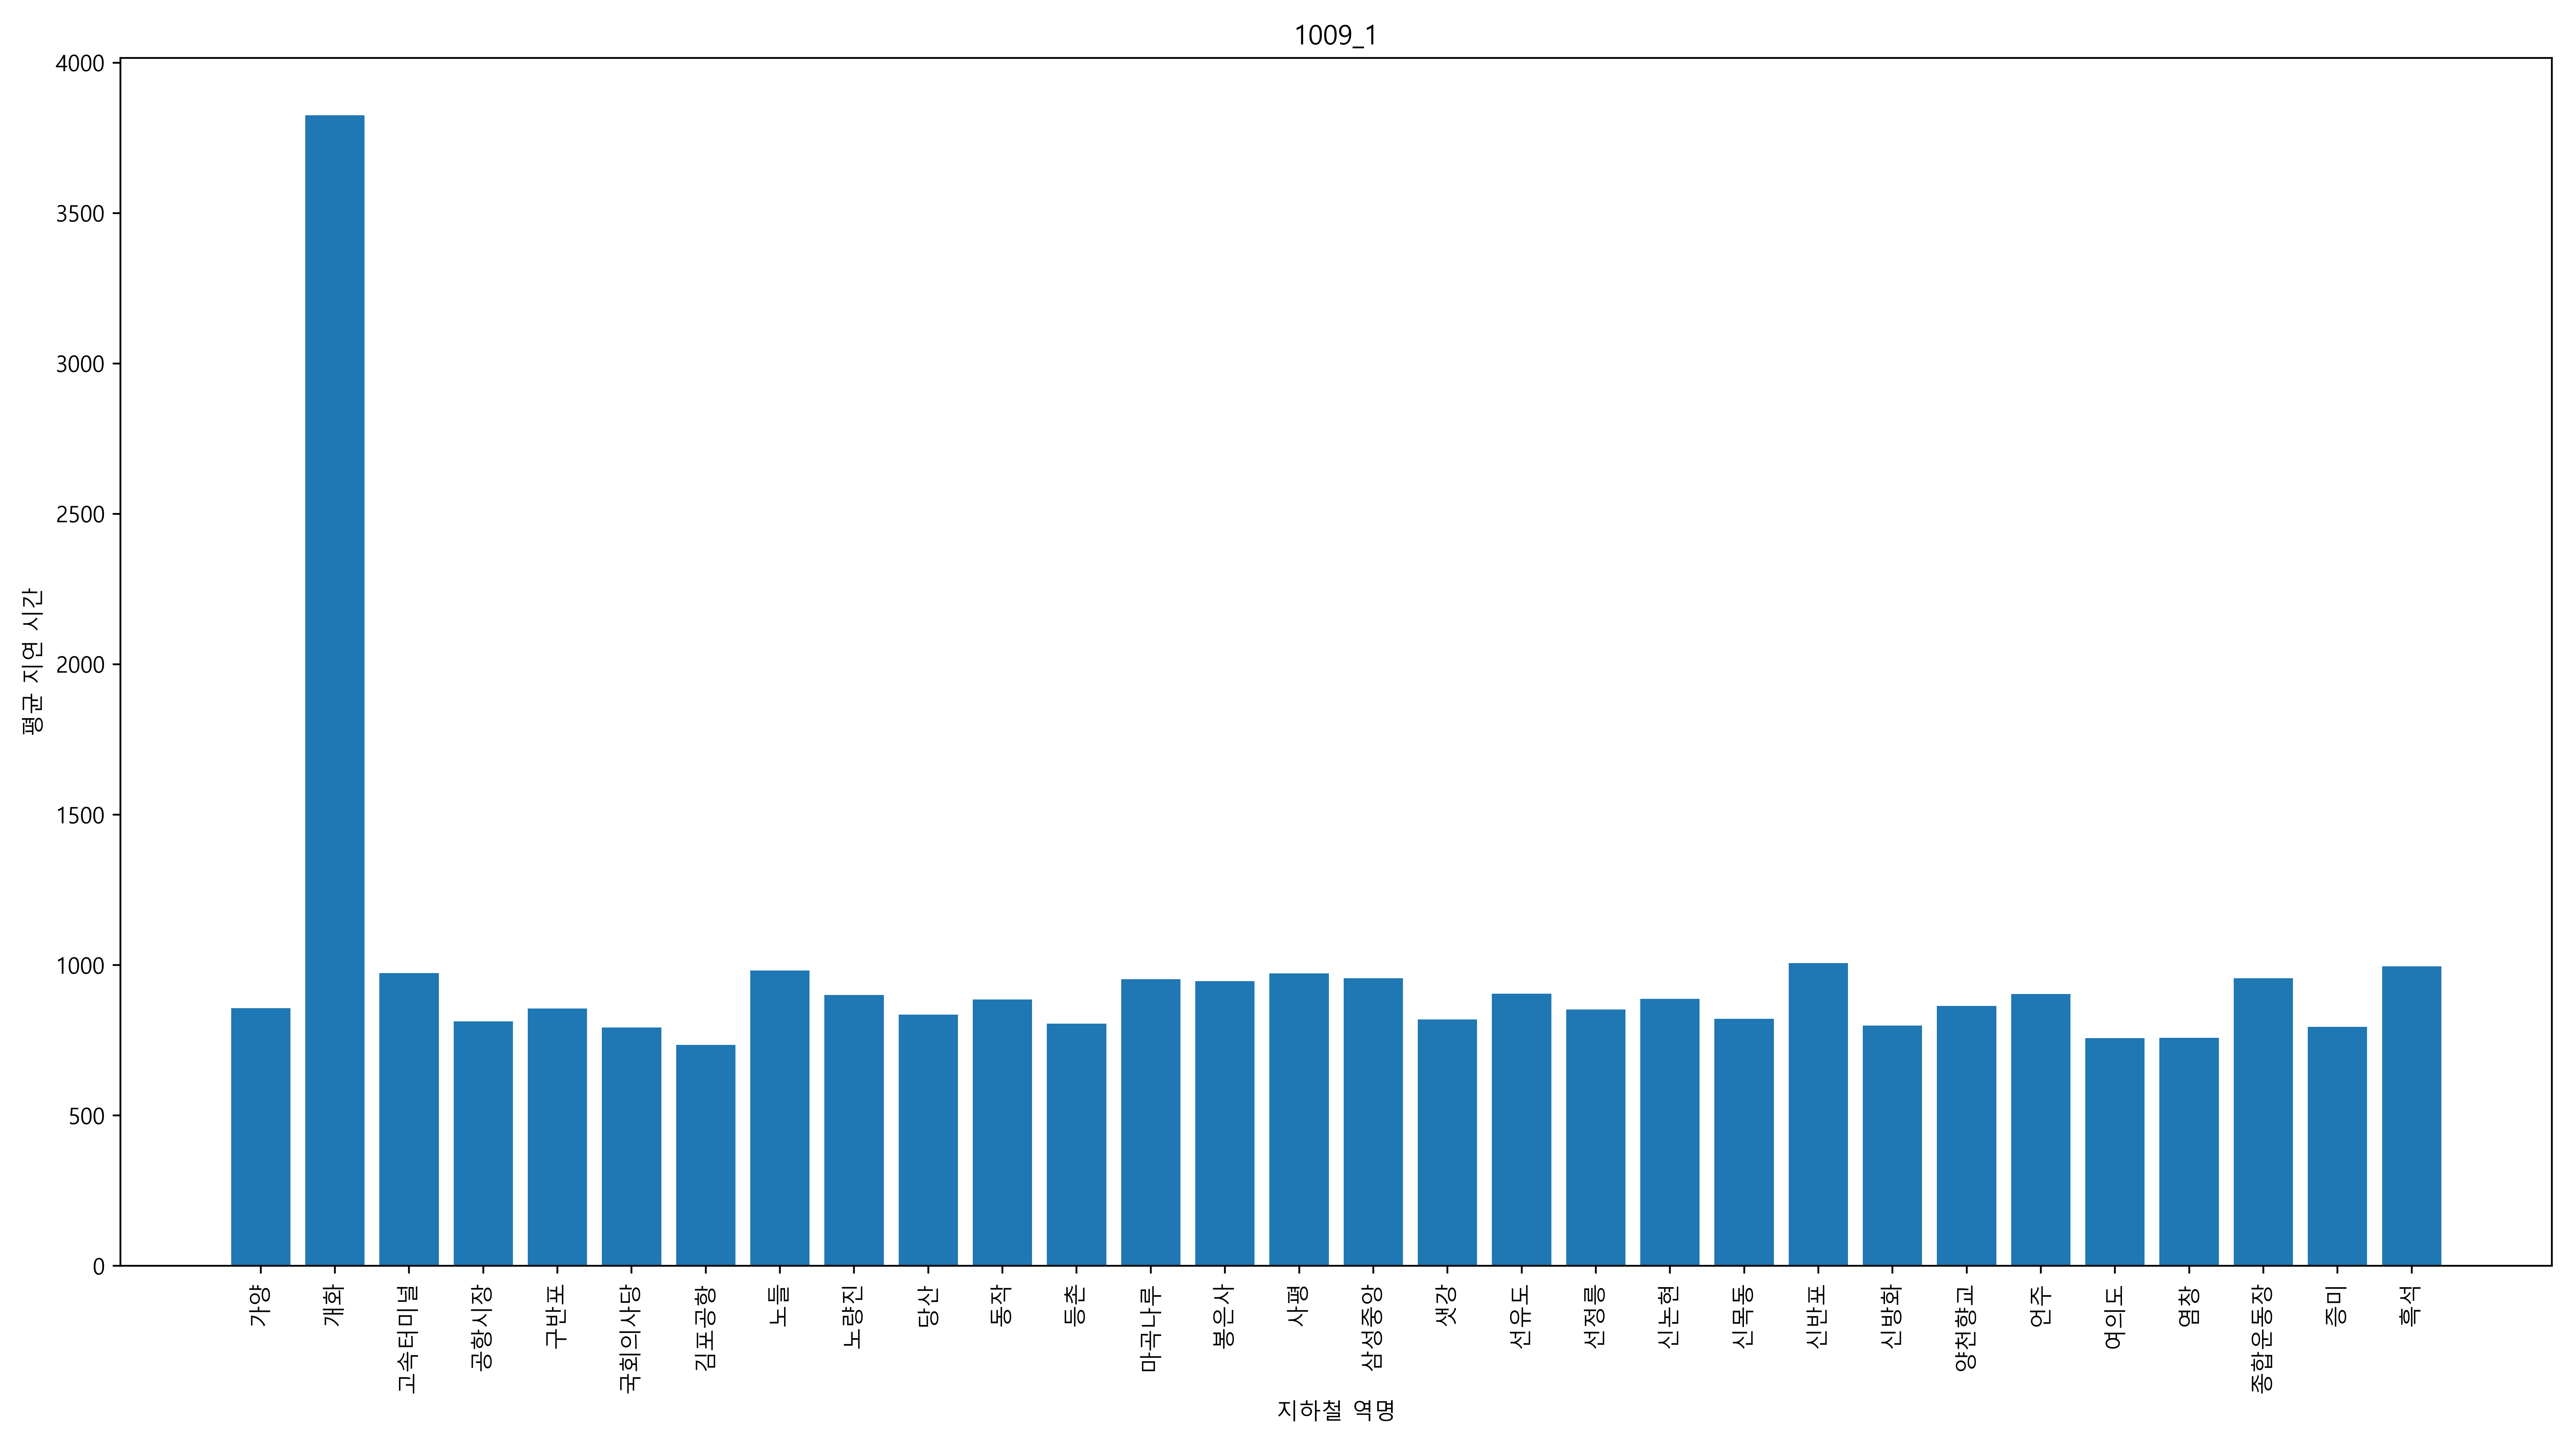 1009_1
평균 지연 시간
4000
3500
3000
2500
2000
1500
1000
500
0
가양
개화
고속터미널
공항시장
구반포
국회의사당
김포공항
노들
노량진
당산
동작
등촌
마곡나루
봉은사
사평
삼성중앙
샛강
선유도
선정릉
신논현
신목동
신반포
신방화
양천향교
언주
여의도
염창
종합운동장
증미
흑석
지하철 역명